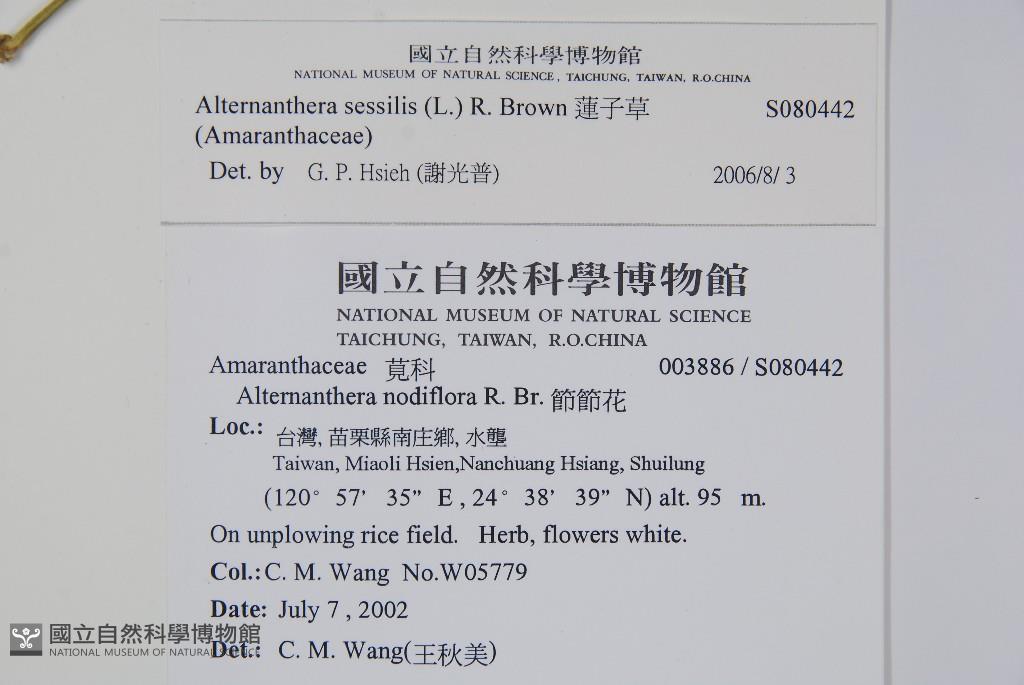 國立自然科學博物館
NATIONAL MUSEUM OF NATURAL SCIENCE, TAICHUNG, TAIWAN, R.O.CHINA
Alternanthera sessilis (L.) R. Brown 蓮子草 S080442
(Amaranthaceae)
Det. by G. P. Hsieh (謝光普) 2006/8/ 3
國立自然科學博物館
NATIONAL MUSEUM OF NATURAL SCIENCE
TAICHUNG, TAIWAN, R.O.CHINA
Amaranthaceae 莧科 003886 / S080442
Alternanthera nodiflora R. Br. 節節花
Loc.: 台灣, 苗栗縣南庄鄉, 水壟
Taiwan, Miaoli Hsien,Nanchuang Hsiang, Shuilung
(120° 57’ 35” E , 24° 38’ 39” N) alt. 95 m.
On unplowing rice field. Herb, flowers white.
Col.: C. M. Wang No.W05779
Date: July 7 , 2002
Det.: C. M. Wang(王秋美)
國立自然科學博物館
NATIONAL MUSEUM OF NATURAL SCIENCE